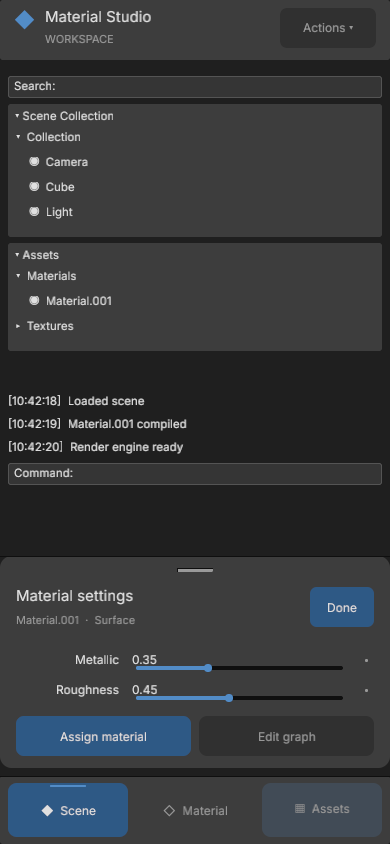 Material Studio
WORKSPACE
Actions
Search:
Scene Collection
Collection
Camera
Cube
Light
Assets
Materials
Material.001
Textures
[10:42:18] Loaded scene
[10:42:19] Material.001 compiled
[10:42:20] Render engine ready
Command:
Material settings
Done
Material.001 · Surface
Metallic 0.35
Roughness 0.45
Assign material
Edit graph
Scene
Material
Assets